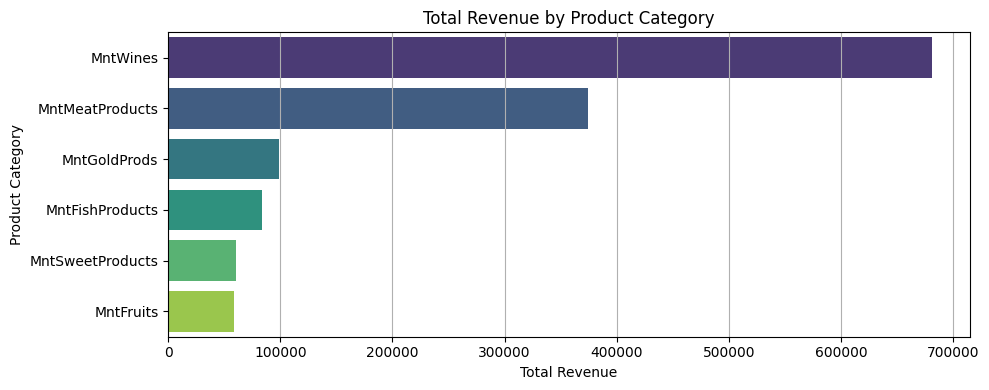 Total Revenue by Product Category
Product Category
MntWines
MntMeatProducts
MntGoldProds
MntFishProducts
MntSweetProducts
MntFruits
0 100000 200000 300000 400000 500000 600000 700000
Total Revenue